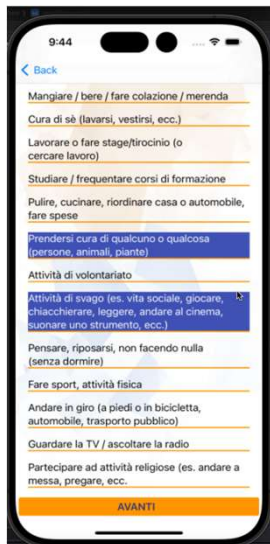 9:44
Back
Mangiare / bere / fare colazione / merenda
Cura di sè (lavarsi, vestirsi, ecc.)
Lavorare o fare stage/tirocinio (o
cercare lavoro)
Studiare / frequentare corsi di formazione
Pulire, cucinare, riordinare casa o automobile,
fare spese
Prendersi cura di qualcuno o qualcosa
(persone, animali, piante)
Attività di volontariato
Attività di svago (es. vita sociale, giocare,
chiacchierare, leggere, andare al cinema,
suonare uno strumento, ecc.)
Pensare, riposarsi, non facendo nulla
(senza dormire)
Fare sport, attività fisica
Andare in giro (a piedi o in bicicletta,
automobile, trasporto pubblico)
Guardare la TV / ascoltare la radio
Partecipare ad attività religiose (es. andare a
messa, pregare, ecc.
AVANTI